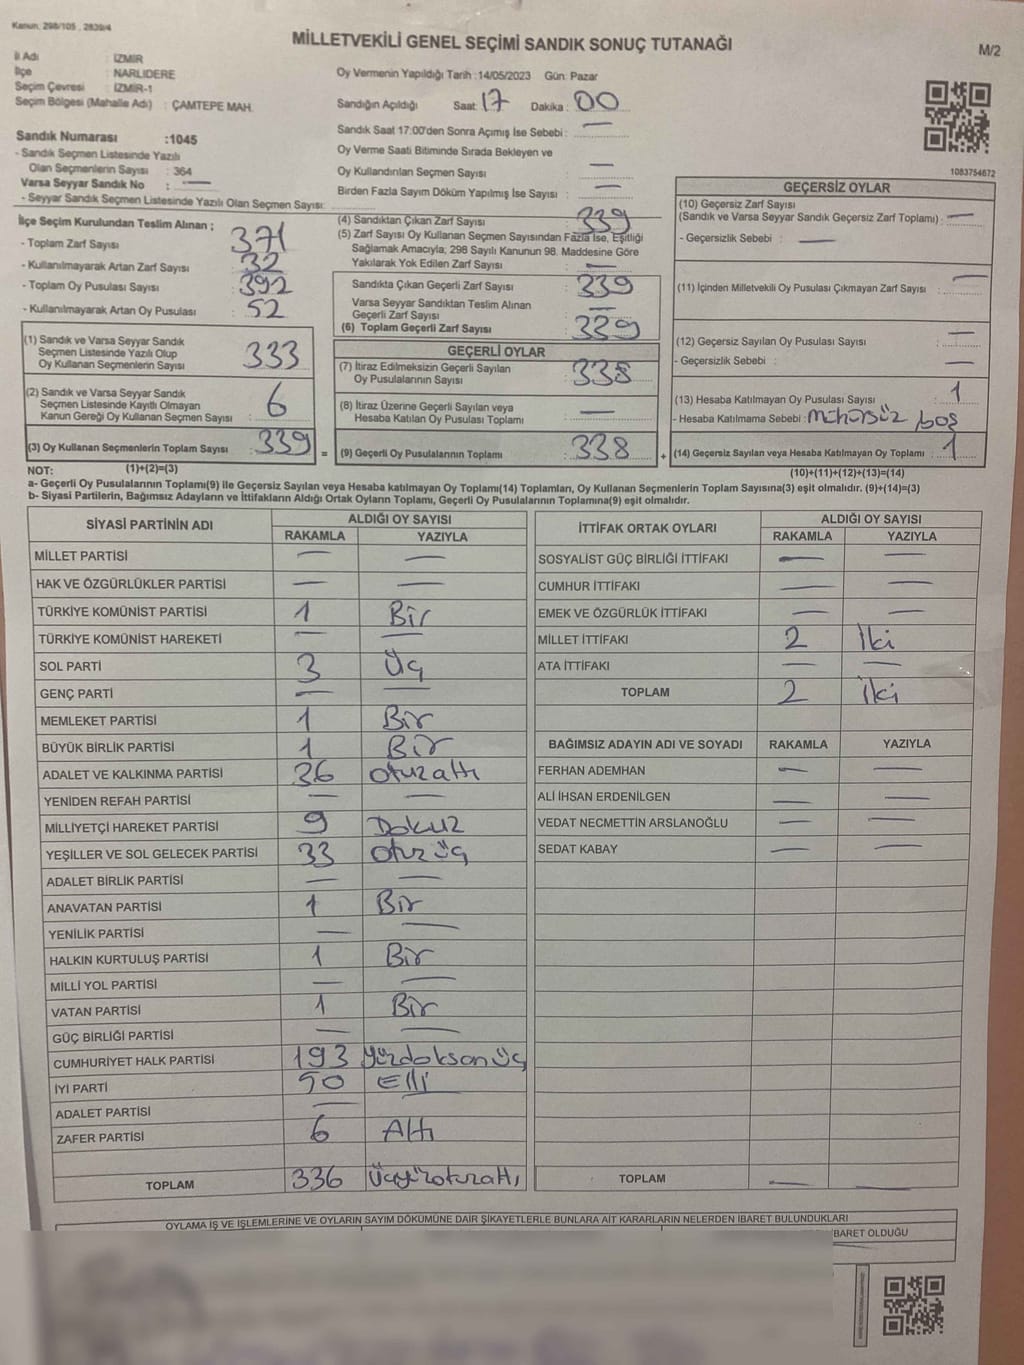 Kanun, 298/105 , 2839/4
MİLLETVEKİLİ GENEL SEÇİMİ SANDIK SONUÇ TUTANAĞI
M/2
İl Adı : İZMİR
İlçe : NARLIDERE
Seçim Çevresi : İZMİR-1
Seçim Bölgesi (Mahalle Adı) : ÇAMTEPE MAH.
Oy Vermenin Yapıldığı Tarih :14/05/2023 Gün: Pazar
Sandığın Açıldığı Saat : 17 Dakika : 00
Sandık Saat 17:00'den Sonra Açılmış İse Sebebi : —
Oy Verme Saati Bitiminde Sırada Bekleyen ve
Oy Kullandırılan Seçmen Sayısı : —
Birden Fazla Sayım Döküm Yapılmış İse Sayısı : —
Sandık Numarası :1045
- Sandık Seçmen Listesinde Yazılı
Olan Seçmenlerin Sayısı : 364
Varsa Seyyar Sandık No : —
- Seyyar Sandık Seçmen Listesinde Yazılı Olan Seçmen Sayısı:
1083754672
İlçe Seçim Kurulundan Teslim Alınan ;
- Toplam Zarf Sayısı : 371
- Kullanılmayarak Artan Zarf Sayısı : 32
- Toplam Oy Pusulası Sayısı : 392
- Kullanılmayarak Artan Oy Pusulası : 52
(1) Sandık ve Varsa Seyyar Sandık
Seçmen Listesinde Yazılı Olup
Oy Kullanan Seçmenlerin Sayısı : 333
(2) Sandık ve Varsa Seyyar Sandık
Seçmen Listesinde Kayıtlı Olmayan
Kanun Gereği Oy Kullanan Seçmen Sayısı : 6
(3) Oy Kullanan Seçmenlerin Toplam Sayısı : 339
(4) Sandıktan Çıkan Zarf Sayısı : 339
(5) Zarf Sayısı Oy Kullanan Seçmen Sayısından Fazla İse, Eşitliği
Sağlamak Amacıyla; 298 Sayılı Kanunun 98. Maddesine Göre
Yakılarak Yok Edilen Zarf Sayısı : —
Sandıkta Çıkan Geçerli Zarf Sayısı : 339
Varsa Seyyar Sandıktan Teslim Alınan
Geçerli Zarf Sayısı : —
(6) Toplam Geçerli Zarf Sayısı : 339
GEÇERLİ OYLAR
(7) İtiraz Edilmeksizin Geçerli Sayılan
Oy Pusulalarının Sayısı : 338
(8) İtiraz Üzerine Geçerli Sayılan veya
Hesaba Katılan Oy Pusulası Toplamı : —
= (9) Geçerli Oy Pusulalarının Toplamı : 338
GEÇERSİZ OYLAR
(10) Geçersiz Zarf Sayısı
(Sandık ve Varsa Seyyar Sandık Geçersiz Zarf Toplamı) : —
- Geçersizlik Sebebi : —
(11) İçinden Milletvekili Oy Pusulası Çıkmayan Zarf Sayısı : —
(12) Geçersiz Sayılan Oy Pusulası Sayısı : —
- Geçersizlik Sebebi : —
(13) Hesaba Katılmayan Oy Pusulası Sayısı : 1
- Hesaba Katılmama Sebebi : mühürsüz boş
+ (14) Geçersiz Sayılan veya Hesaba Katılmayan Oy Toplamı : 1
NOT: (1)+(2)=(3)
(10)+(11)+(12)+(13)=(14)
a- Geçerli Oy Pusulalarının Toplamı(9) ile Geçersiz Sayılan veya Hesaba katılmayan Oy Toplamı(14) Toplamları, Oy Kullanan Seçmenlerin Toplam Sayısına(3) eşit olmalıdır. (9)+(14)=(3)
b- Siyasi Partilerin, Bağımsız Adayların ve İttifakların Aldığı Ortak Oyların Toplamı, Geçerli Oy Pusulalarının Toplamına(9) eşit olmalıdır.
SİYASİ PARTİNİN ADI ALDIĞI OY SAYISI
RAKAMLA YAZIYLA
MİLLET PARTİSİ — —
HAK VE ÖZGÜRLÜKLER PARTİSİ — —
TÜRKİYE KOMÜNİST PARTİSİ 1 Bir
TÜRKİYE KOMÜNİST HAREKETİ — —
SOL PARTİ 3 Üç
GENÇ PARTİ — —
MEMLEKET PARTİSİ 1 Bir
BÜYÜK BİRLİK PARTİSİ 1 Bir
ADALET VE KALKINMA PARTİSİ 36 otuzaltı
YENİDEN REFAH PARTİSİ — —
MİLLİYETÇİ HAREKET PARTİSİ 9 Dokuz
YEŞİLLER VE SOL GELECEK PARTİSİ 33 otuz üç
ADALET BİRLİK PARTİSİ — —
ANAVATAN PARTİSİ 1 Bir
YENİLİK PARTİSİ — —
HALKIN KURTULUŞ PARTİSİ 1 Bir
MİLLİ YOL PARTİSİ — —
VATAN PARTİSİ 1 Bir
GÜÇ BİRLİĞİ PARTİSİ — —
CUMHURİYET HALK PARTİSİ 193 yüzdoksanüç
İYİ PARTİ 50 Elli
ADALET PARTİSİ —
ZAFER PARTİSİ 6 Altı
TOPLAM 336 Üçyüzotuzaltı
İTTİFAK ORTAK OYLARI ALDIĞI OY SAYISI
RAKAMLA YAZIYLA
SOSYALİST GÜÇ BİRLİĞİ İTTİFAKI — —
CUMHUR İTTİFAKI — —
EMEK VE ÖZGÜRLÜK İTTİFAKI — —
MİLLET İTTİFAKI 2 İki
ATA İTTİFAKI — —
TOPLAM 2 İki
BAĞIMSIZ ADAYIN ADI VE SOYADI RAKAMLA YAZIYLA
FERHAN ADEMHAN — —
ALİ İHSAN ERDENİLGEN — —
VEDAT NECMETTİN ARSLANOĞLU — —
SEDAT KABAY — —
TOPLAM — —
OYLAMA İŞ VE İŞLEMLERİNE VE OYLARIN SAYIM DÖKÜMÜNE DAİR ŞİKAYETLERLE BUNLARA AİT KARARLARIN NELERDEN İBARET BULUNDUKLARI
İBARET OLDUĞU